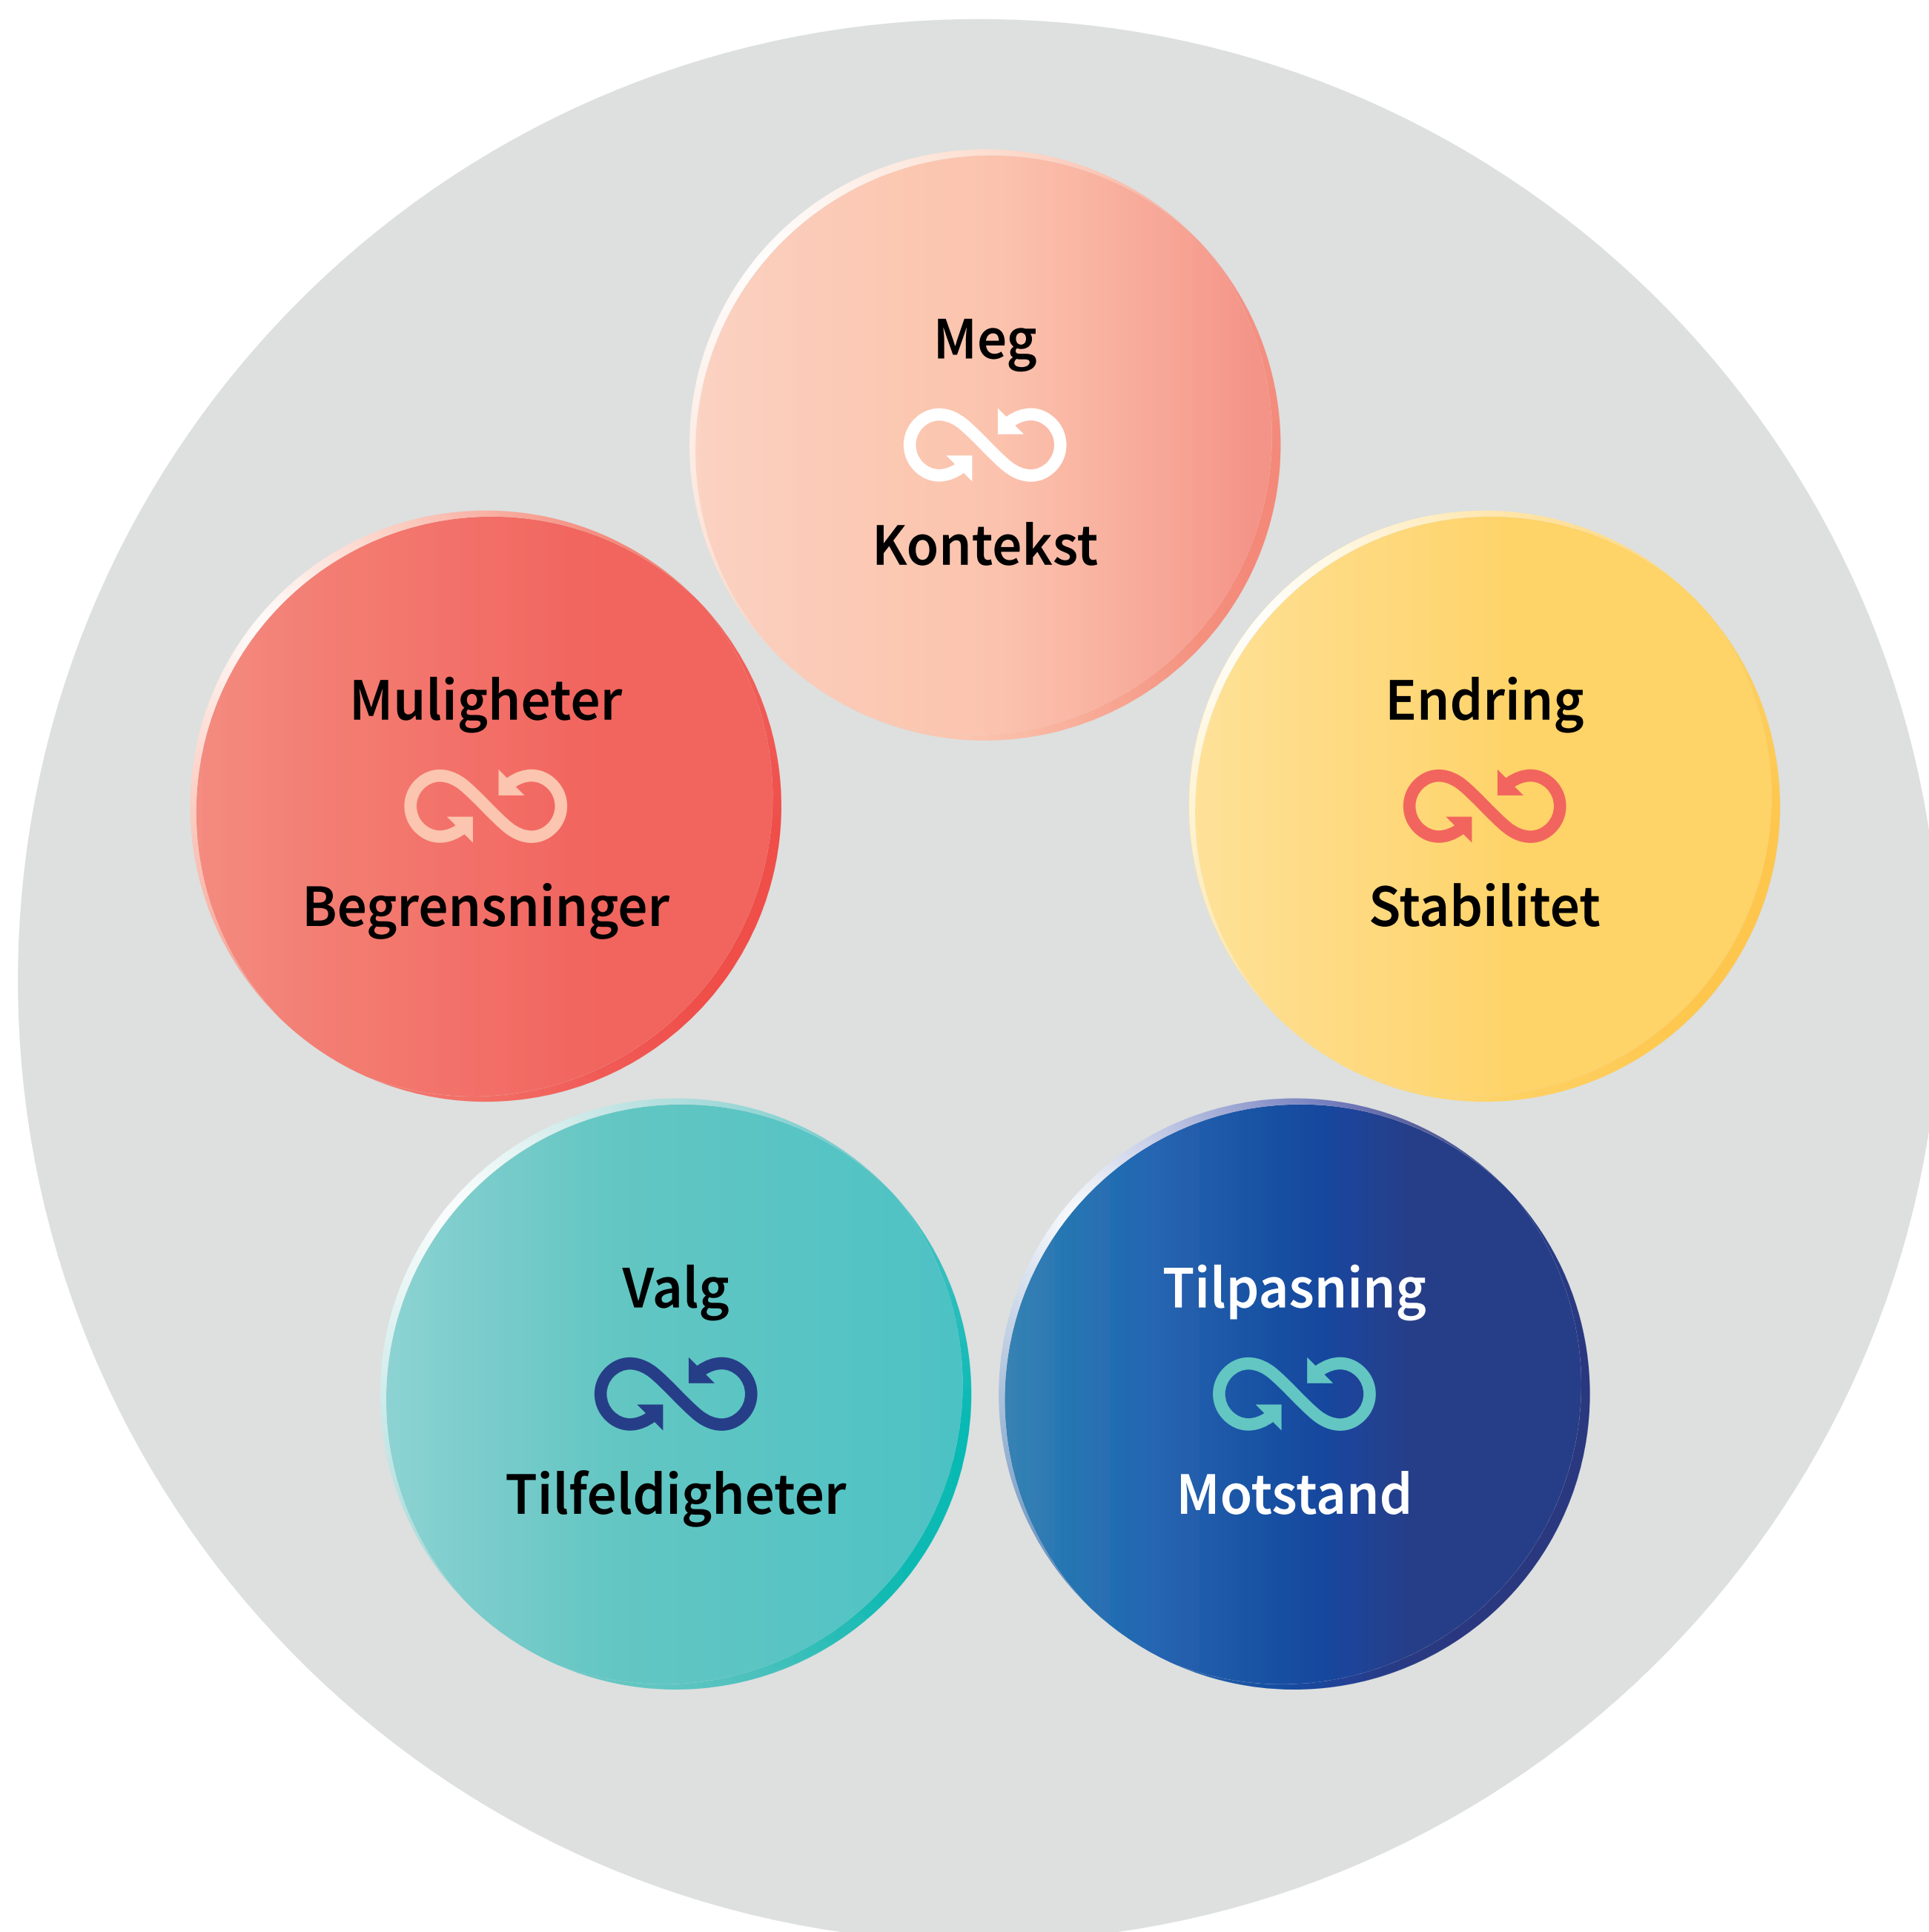 Meg
Kontekst
Muligheter
Begrensninger
Endring
Stabilitet
Valg
Tilfeldigheter
Tilpasning
Motstand